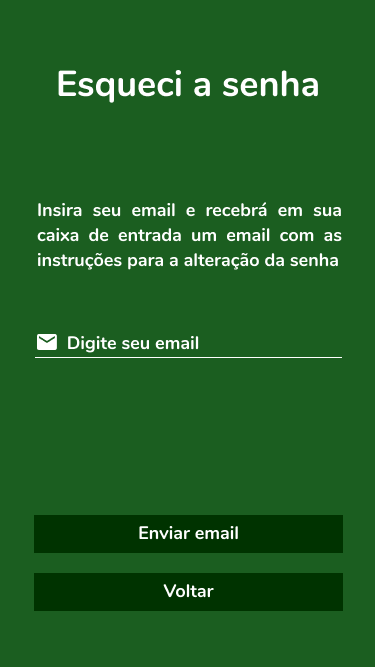 Esqueci a senha
Insira seu email e recebrá em sua
caixa de entrada um email com as
instruções para a alteração da senha
Digite seu email
Enviar email
Voltar